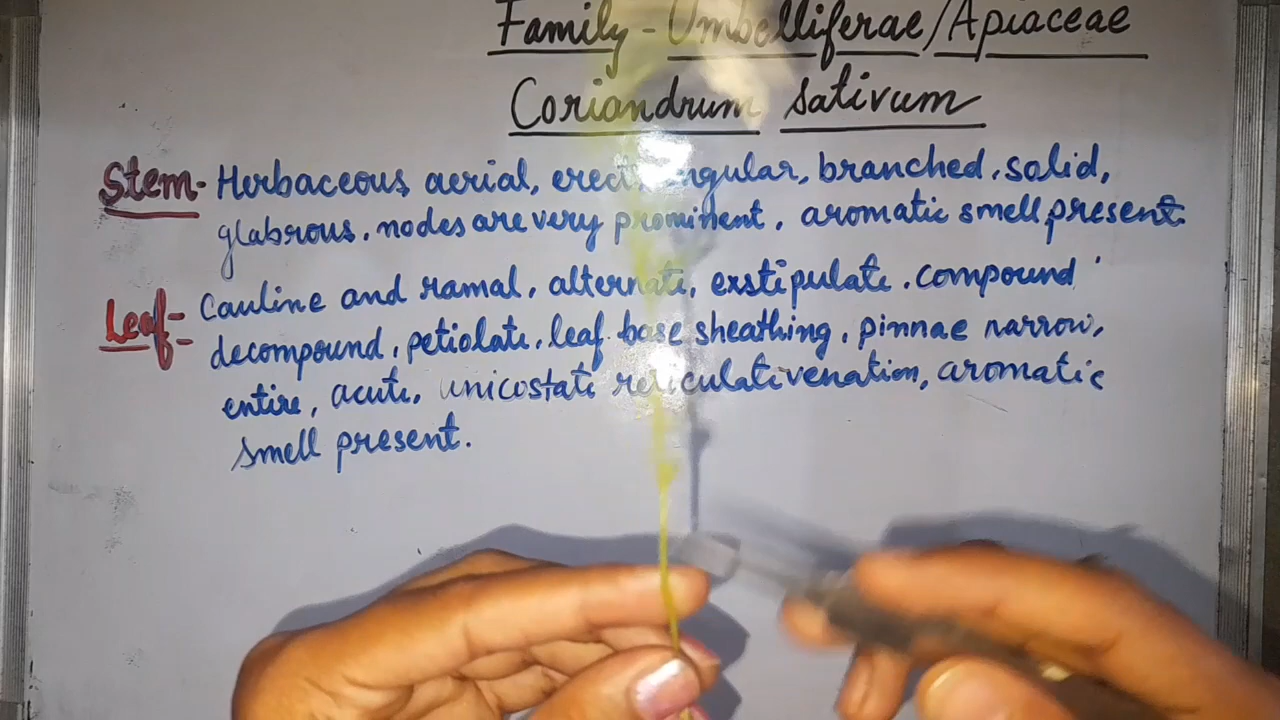 Family - Umbelliferae/Apiaceae
Coriandrum sativum
Stem - Herbaceous, aerial, erect, angular, branched, solid,
glabrous, nodes are very prominent, aromatic smell present.
Leaf - Cauline and ramal, alternate, exstipulate, compound
decompound, petiolate, leaf base sheathing, pinnae narrow,
entire, acute, unicostate reticulate venation, aromatic
smell present.